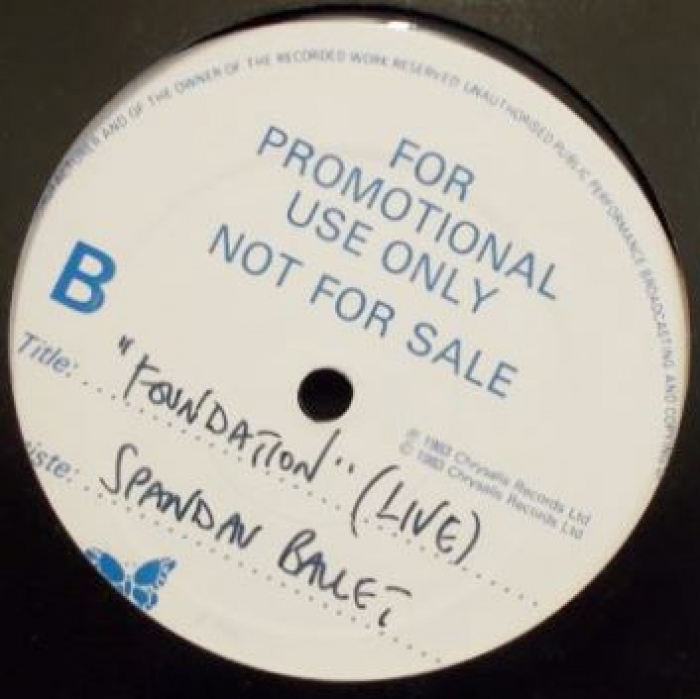 AND OF THE OWNER OF THE RECORDED WORK RESERVED UNAUTHORISED PUBLIC PERFORMANCE BROADCASTING AND
FOR
PROMOTIONAL
USE ONLY
NOT FOR SALE
B
℗ 1983 Chrysalis Records Ltd
© 1983 Chrysalis Records Ltd
Title: "FOUNDATION" (LIVE)
iste: SPANDAU BALLET